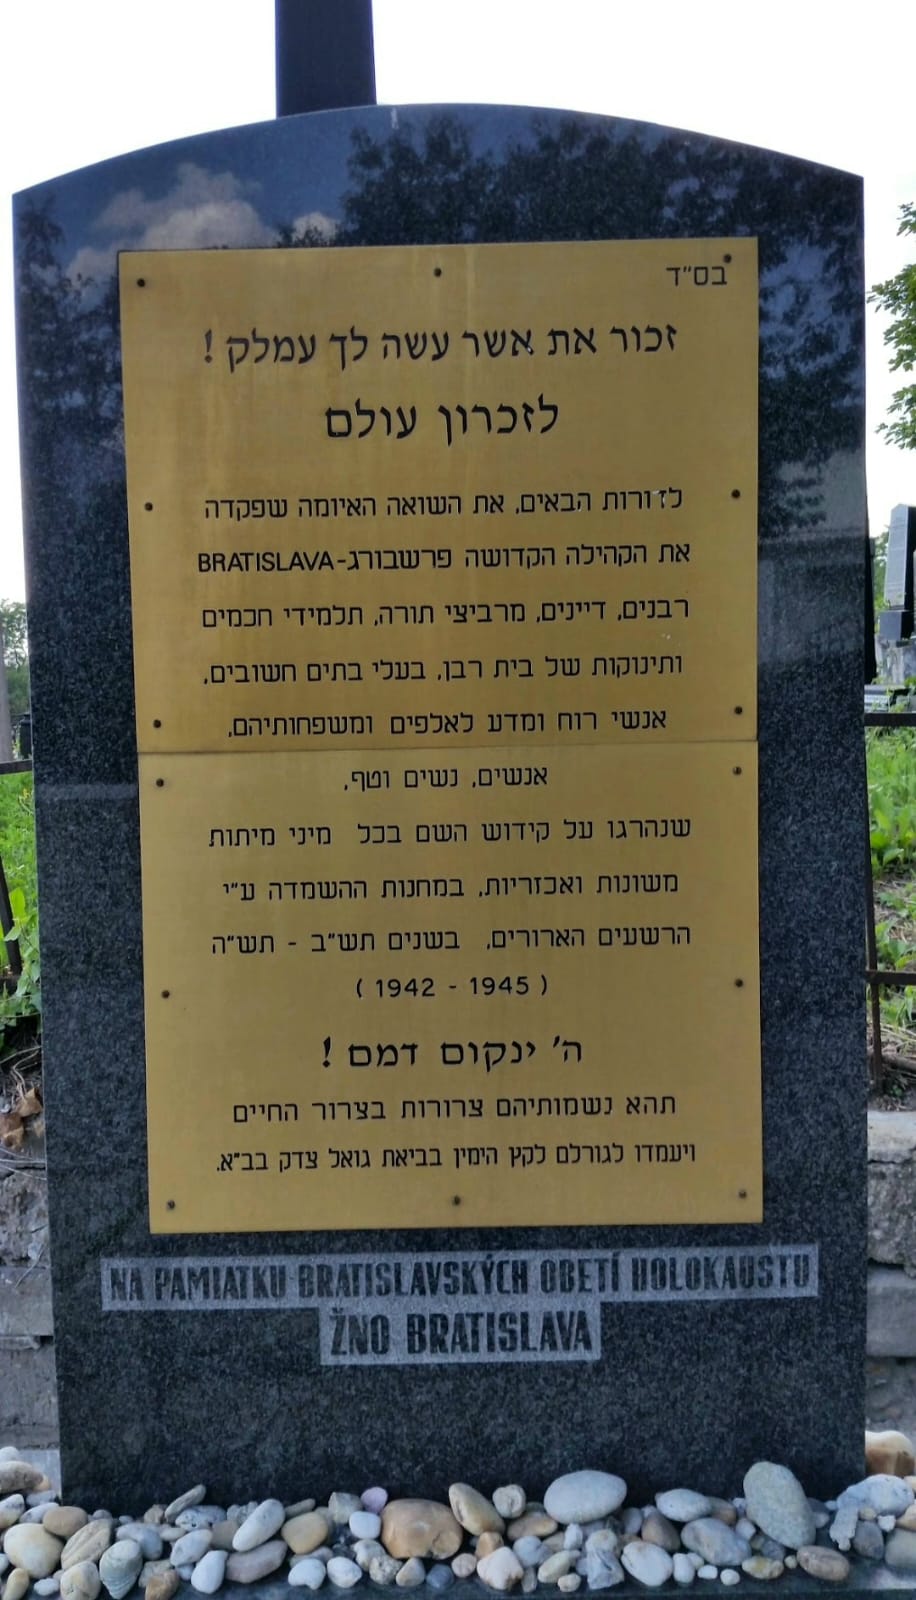 בס"ד
זכור את אשר עשה לך עמלק !
לזכרון עולם
לדורות הבאים, את השואה האיומה שפקדה
את הקהילה הקדושה פרשבורג-BRATISLAVA
רבנים, דיינים, מרביצי תורה, תלמידי חכמים
ותינוקות של בית רבן, בעלי בתים חשובים,
אנשי רוח ומדע לאלפים ומשפחותיהם,
אנשים, נשים וטף,
שנהרגו על קידוש השם בכל מיני מיתות
משונות ואכזריות, במחנות ההשמדה ע"י
הרשעים הארורים, בשנים תש"ב - תש"ה
( 1942 - 1945 )
ה' ינקום דמם !
תהא נשמותיהם צרורות בצרור החיים
ויעמדו לגורלם לקץ הימין בביאת גואל צדק בב"א.
NA PAMIATKU BRATISLAVSKÝCH OBETÍ HOLOKAUSTU
ŽNO BRATISLAVA